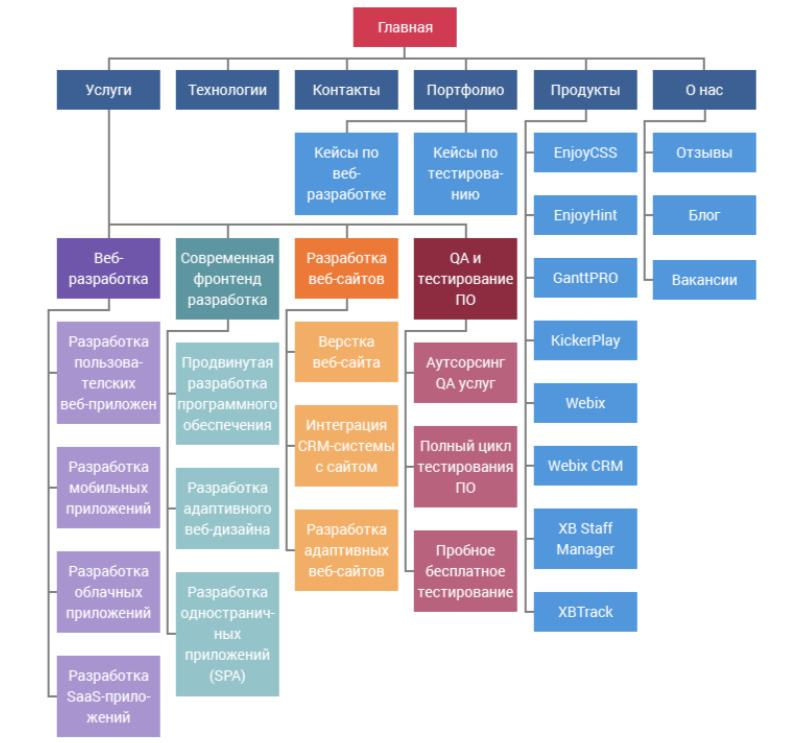 Главная
Услуги
Технологии
Контакты
Портфолио
Продукты
О нас
Кейсы по
веб-
разработке
Кейсы по
тестирова-
нию
EnjoyCSS
EnjoyHint
GanttPRO
KickerPlay
Webix
Webix CRM
XB Staff
Manager
XBTrack
Отзывы
Блог
Вакансии
Веб-
разработка
Разработка
пользова-
телских
веб-приложен
Разработка
мобильных
приложений
Разработка
облачных
приложений
Разработка
SaaS-прило-
жений
Современная
фронтенд
разработка
Продвинутая
разработка
программного
обеспечения
Разработка
адаптивного
веб-дизайна
Разработка
одностранич-
ных
приложений
(SPA)
Разработка
веб-сайтов
Верстка
веб-сайта
Интеграция
CRM-системы
с сайтом
Разработка
адаптивных
веб-сайтов
QA и
тестирование
ПО
Аутсорсинг
QA услуг
Полный цикл
тестирования
ПО
Пробное
бесплатное
тестирование